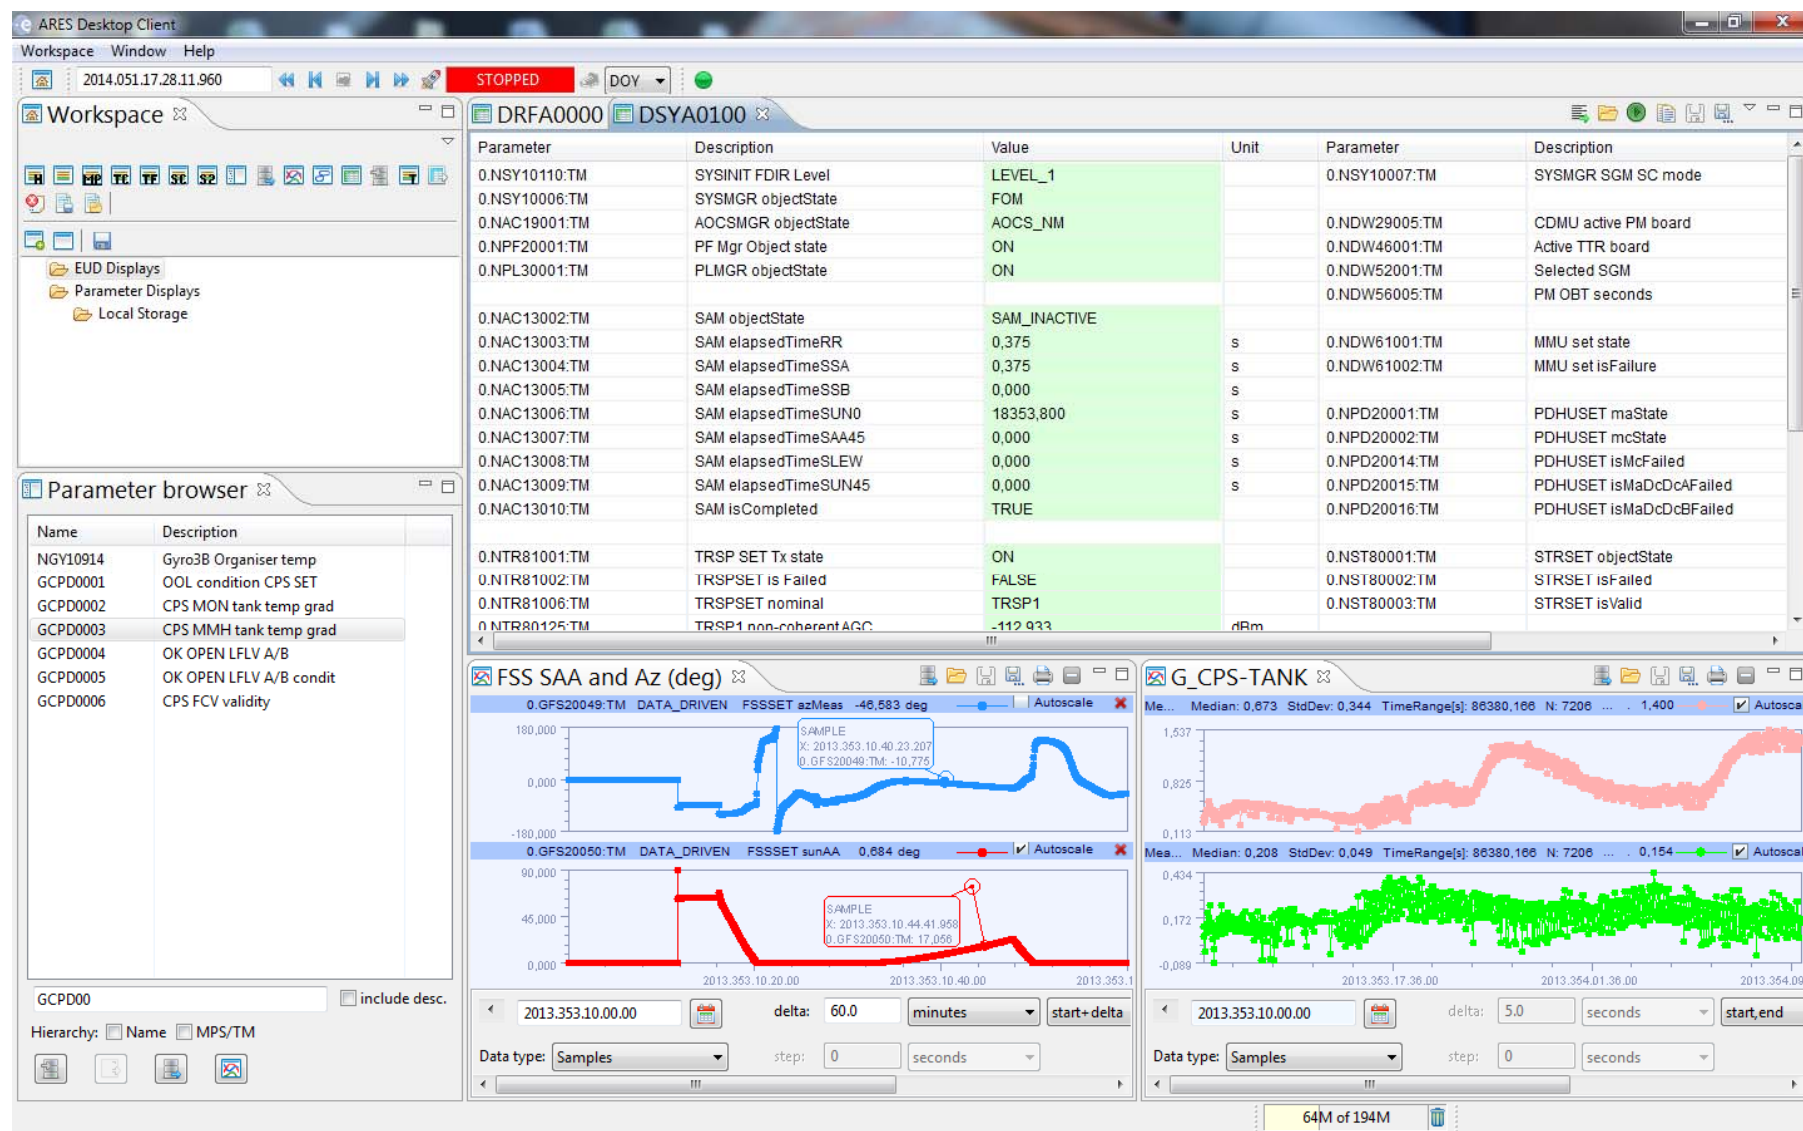 ARES Desktop Client
Workspace Window Help
2014.051.17.28.11.960 STOPPED DOY
Workspace
EUD Displays
Parameter Displays
Local Storage
Parameter browser
Name Description
NGY10914 Gyro3B Organiser temp
GCPD0001 OOL condition CPS SET
GCPD0002 CPS MON tank temp grad
GCPD0003 CPS MMH tank temp grad
GCPD0004 OK OPEN LFLV A/B
GCPD0005 OK OPEN LFLV A/B condit
GCPD0006 CPS FCV validity
GCPD00 include desc.
Hierarchy: Name MPS/TM
DRFA0000 DSYA0100
Parameter Description Value Unit Parameter Description
0.NSY10110:TM SYSINIT FDIR Level LEVEL_1 0.NSY10007:TM SYSMGR SGM SC mode
0.NSY10006:TM SYSMGR objectState FOM
0.NAC19001:TM AOCSMGR objectState AOCS_NM 0.NDW29005:TM CDMU active PM board
0.NPF20001:TM PF Mgr Object state ON 0.NDW46001:TM Active TTR board
0.NPL30001:TM PLMGR objectState ON 0.NDW52001:TM Selected SGM
0.NDW56005:TM PM OBT seconds
0.NAC13002:TM SAM objectState SAM_INACTIVE
0.NAC13003:TM SAM elapsedTimeRR 0,375 s 0.NDW61001:TM MMU set state
0.NAC13004:TM SAM elapsedTimeSSA 0,375 s 0.NDW61002:TM MMU set isFailure
0.NAC13005:TM SAM elapsedTimeSSB 0,000 s
0.NAC13006:TM SAM elapsedTimeSUN0 18353,800 s 0.NPD20001:TM PDHUSET maState
0.NAC13007:TM SAM elapsedTimeSAA45 0,000 s 0.NPD20002:TM PDHUSET mcState
0.NAC13008:TM SAM elapsedTimeSLEW 0,000 s 0.NPD20014:TM PDHUSET isMcFailed
0.NAC13009:TM SAM elapsedTimeSUN45 0,000 s 0.NPD20015:TM PDHUSET isMaDcDcAFailed
0.NAC13010:TM SAM isCompleted TRUE 0.NPD20016:TM PDHUSET isMaDcDcBFailed
0.NTR81001:TM TRSP SET Tx state ON 0.NST80001:TM STRSET objectState
0.NTR81002:TM TRSPSET is Failed FALSE 0.NST80002:TM STRSET isFailed
0.NTR81006:TM TRSPSET nominal TRSP1 0.NST80003:TM STRSET isValid
0.NTR80125:TM TRSP1 non-coherent AGC -112,933 dBm
FSS SAA and Az (deg)
0.GFS20049:TM DATA_DRIVEN FSSSET azMeas -46,583 deg Autoscale
180,000
0,000
-180,000
SAMPLE
X: 2013.353.10.40.23.207
0.GFS20049:TM: -10,775
0.GFS20050:TM DATA_DRIVEN FSSSET sunAA 0,684 deg Autoscale
90,000
45,000
0,000
SAMPLE
X: 2013.353.10.44.41.958
0.GFS20050:TM: 17,056
2013.353.10.20.00 2013.353.10.40.00 2013.353.1
2013.353.10.00.00 delta: 60.0 minutes start+delta
Data type: Samples step: 0 seconds
G_CPS-TANK
Me... Median: 0,673 StdDev: 0,344 TimeRange[s]: 86380,166 N: 7206 ... . 1,400 Autosca
1,537
0,825
0,113
Mea... Median: 0,208 StdDev: 0,049 TimeRange[s]: 86380,166 N: 7206 ... . 0,154 Autoscal
0,434
0,172
-0,089
2013.353.17.36.00 2013.354.01.36.00 2013.354.09
2013.353.10.00.00 delta: 5.0 seconds start,end
Data type: Samples step: 0 seconds
64M of 194M